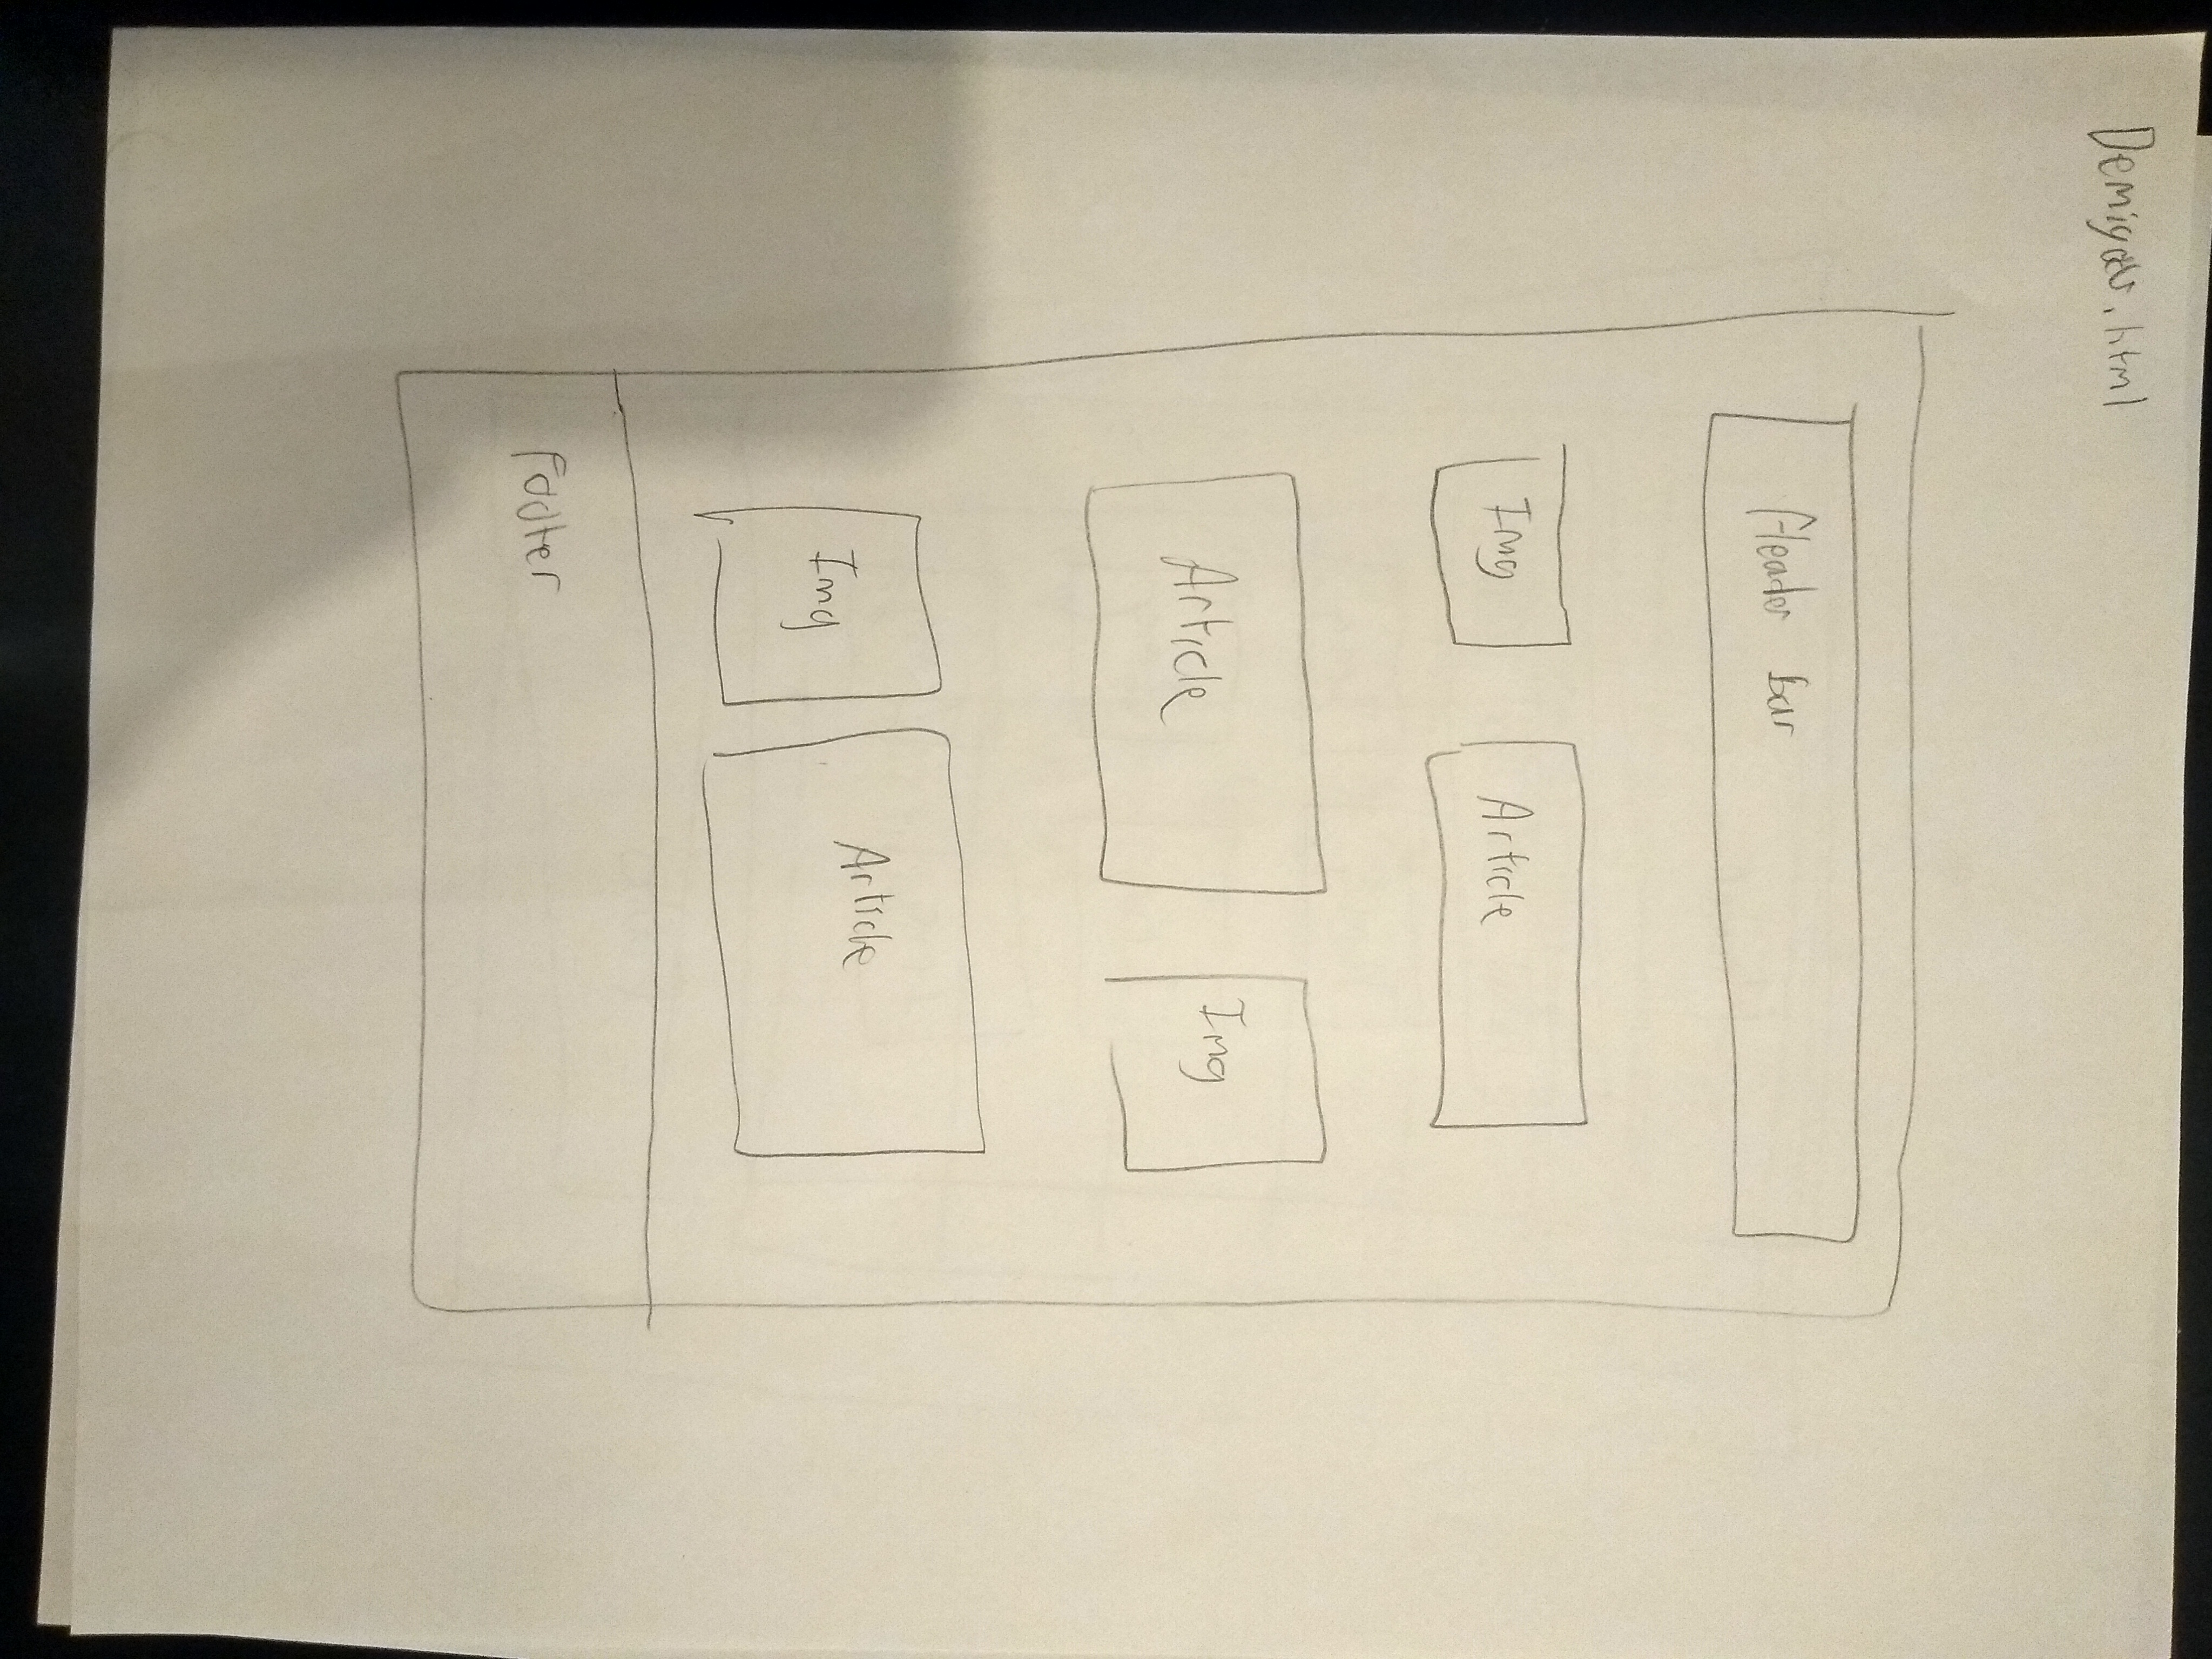 Demigods.html
Header Bar
Img Article
Article Img
Img Article
Footer